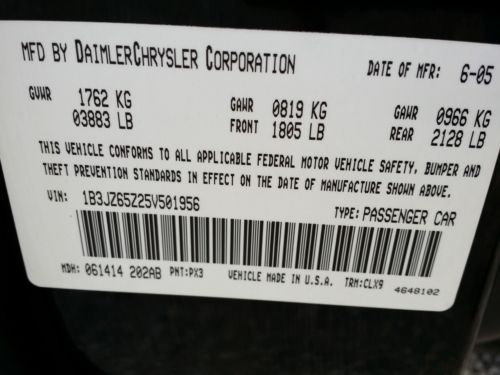 MFD BY DAIMLERCHRYSLER CORPORATION DATE OF MFR: 6-05
GVWR 1762 KG GAWR 0819 KG GAWR 0966 KG
03883 LB FRONT 1805 LB REAR 2128 LB
THIS VEHICLE CONFORMS TO ALL APPLICABLE FEDERAL MOTOR VEHICLE SAFETY, BUMPER AND
THEFT PREVENTION STANDARDS IN EFFECT ON THE DATE OF MANUFACTURE SHOWN ABOVE.
VIN: 1B3JZ65Z25V501956 TYPE: PASSENGER CAR
MDH: 061414 202AB PNT:PX3 VEHICLE MADE IN U.S.A. TRM:CLX9
4648102